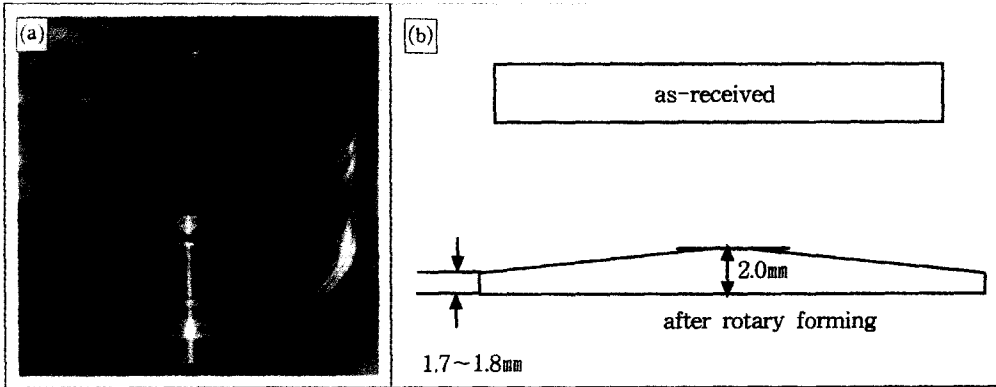 (a)
(b)
as-received
2.0㎜
after rotary forming
1.7~1.8㎜